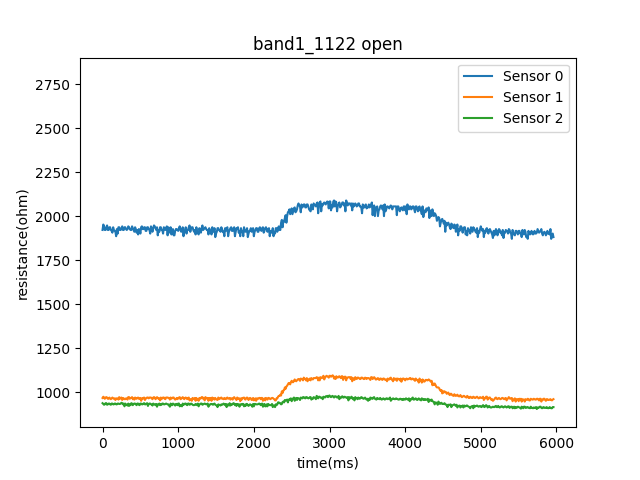 band1_1122 open
Sensor 0
Sensor 1
Sensor 2
resistance(ohm)
2750
2500
2250
2000
1750
1500
1250
1000
0 1000 2000 3000 4000 5000 6000
time(ms)